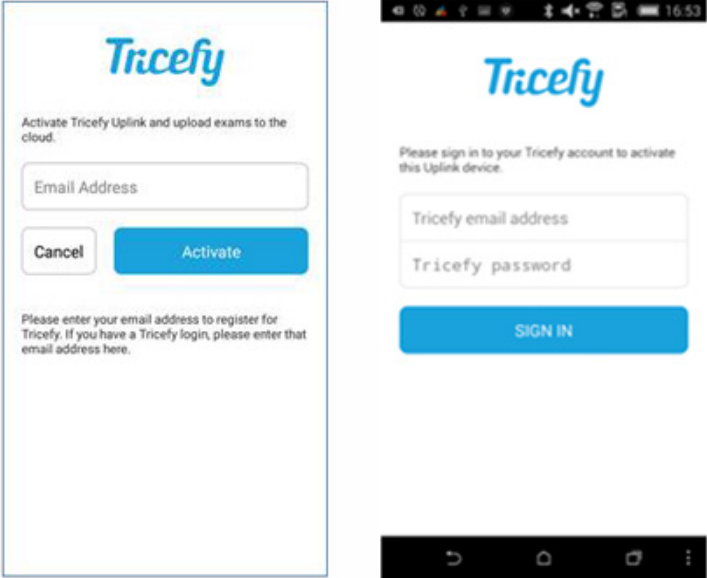 Tricefy
Activate Tricefy Uplink and upload exams to the
cloud.
Email Address
Cancel
Activate
Please enter your email address to register for
Tricefy. If you have a Tricefy login, please enter that
email address here.
16:53
Tricefy
Please sign in to your Tricefy account to activate
this Uplink device.
Tricefy email address
Tricefy password
SIGN IN